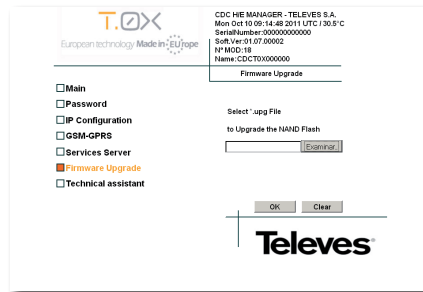 T.0X
European technology Made in EUrope
CDC H/E MANAGER - TELEVES S.A.
Mon Oct 10 09:14:48 2011 UTC / 30.5°C
SerialNumber:000000000000
Soft.Ver:01.07.00002
Nº MOD:18
Name:CDCT0X000000
Firmware Upgrade
Main
Password
IP Configuration
GSM-GPRS
Services Server
Firmware Upgrade
Technical assistant
Select *.upg File
to Upgrade the NAND Flash
Examinar.
OK Clear
Televes